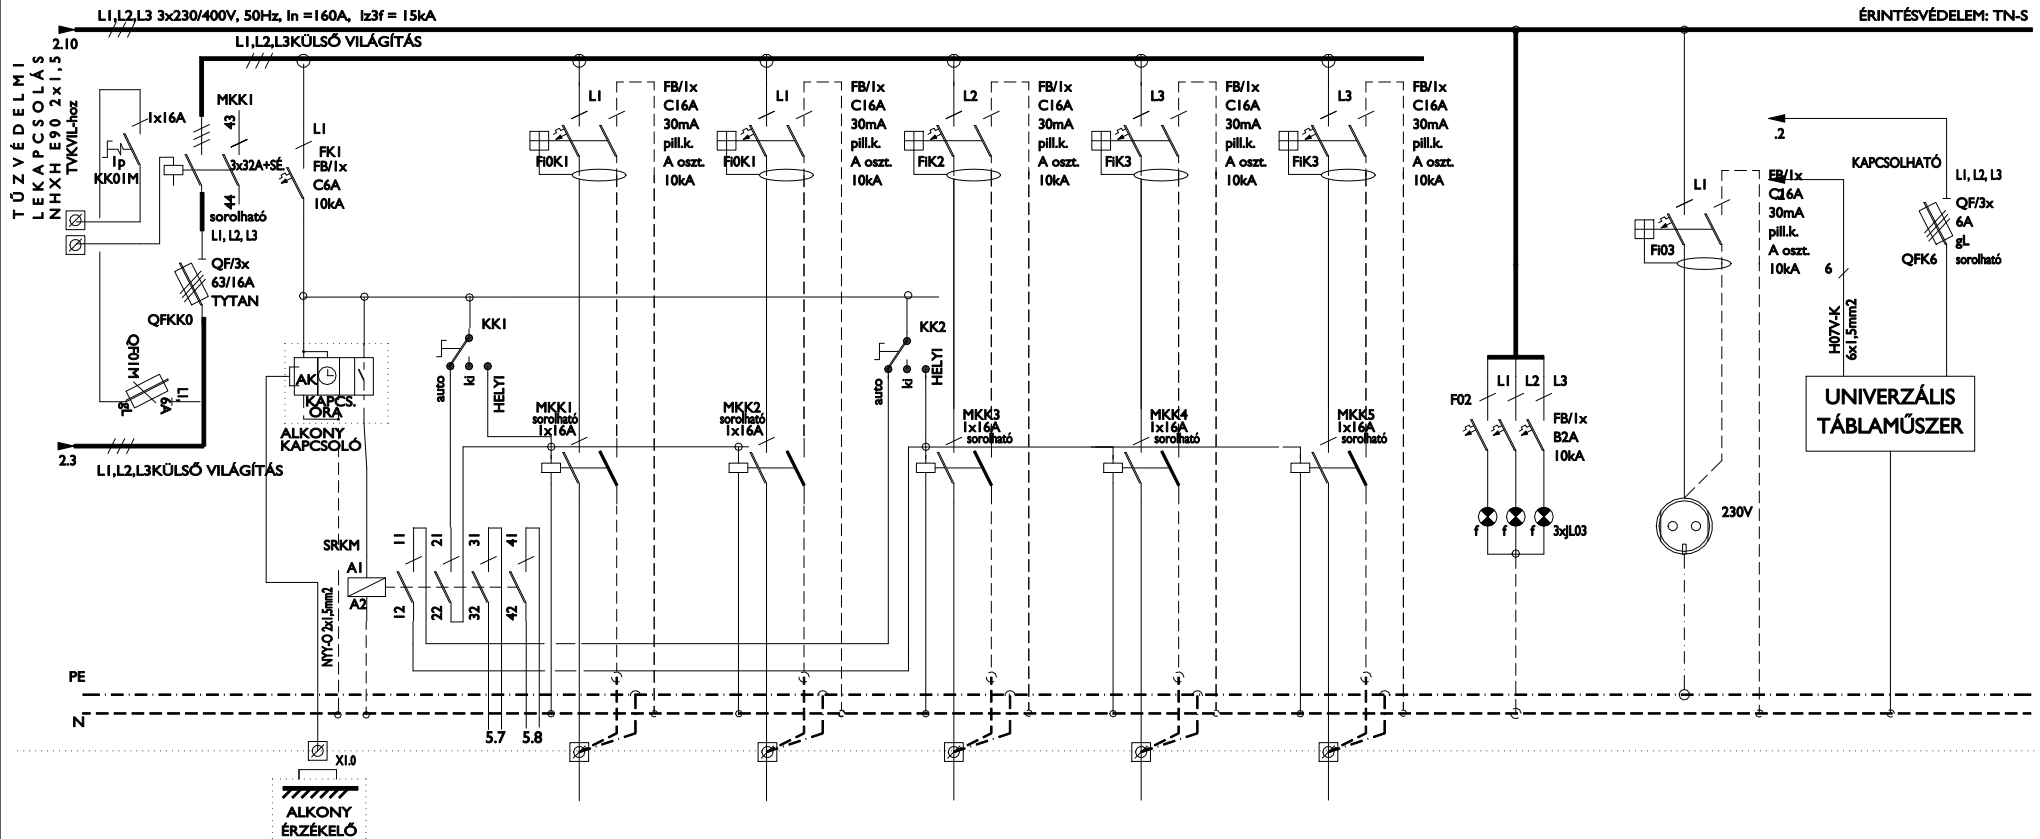 L1,L2,L3 3x230/400V, 50Hz, In =160A, Iz3f = 15kA
ÉRINTÉSVÉDELEM: TN-S
2.10
L1,L2,L3KÜLSŐ VILÁGÍTÁS
TŰZVÉDELMI
LEKAPCSOLÁS
NHXH E90 2x1,5
TVKVIL-hoz
1x16A
1p
KK01M
MKK1
43
3x32A+SÉ.
44
sorolható
L1, L2, L3
QF/3x
63/16A
TYTAN
QFKK0
QF01M
L1,
6A
gL
2.3
L1,L2,L3KÜLSŐ VILÁGÍTÁS
L1
FK1
FB/1x
C6A
10kA
AK
KAPCS.
ÓRA
ALKONY
KAPCSOLÓ
KK1
auto
ki
HELYI
L1
Fi0K1
FB/1x
C16A
30mA
pill.k.
A oszt.
10kA
L1
Fi0K1
FB/1x
C16A
30mA
pill.k.
A oszt.
10kA
L2
FiK2
FB/1x
C16A
30mA
pill.k.
A oszt.
10kA
L3
FiK3
FB/1x
C16A
30mA
pill.k.
A oszt.
10kA
L3
FiK3
FB/1x
C16A
30mA
pill.k.
A oszt.
10kA
KK2
auto
ki
HELYI
MKK1
sorolható
1x16A
MKK2
sorolható
1x16A
MKK3
1x16A
sorolható
MKK4
1x16A
sorolható
MKK5
1x16A
sorolható
SRKM
A1
A2
11
21
31
41
12
22
32
42
NYY-O 2x1,5mm2
5.7
5.8
L1
L2
L3
F02
FB/1x
B2A
10kA
f
f
f
3xJL03
L1
Fi03
FB/1x
C16A
30mA
pill.k.
A oszt.
10kA
230V
.2
KAPCSOLHATÓ
L1, L2, L3
QF/3x
6A
gL
sorolható
QFK6
6
H07V-K
6x1,5mm2
UNIVERZÁLIS
TÁBLAMŰSZER
PE
N
X1.0
ALKONY
ÉRZÉKELŐ